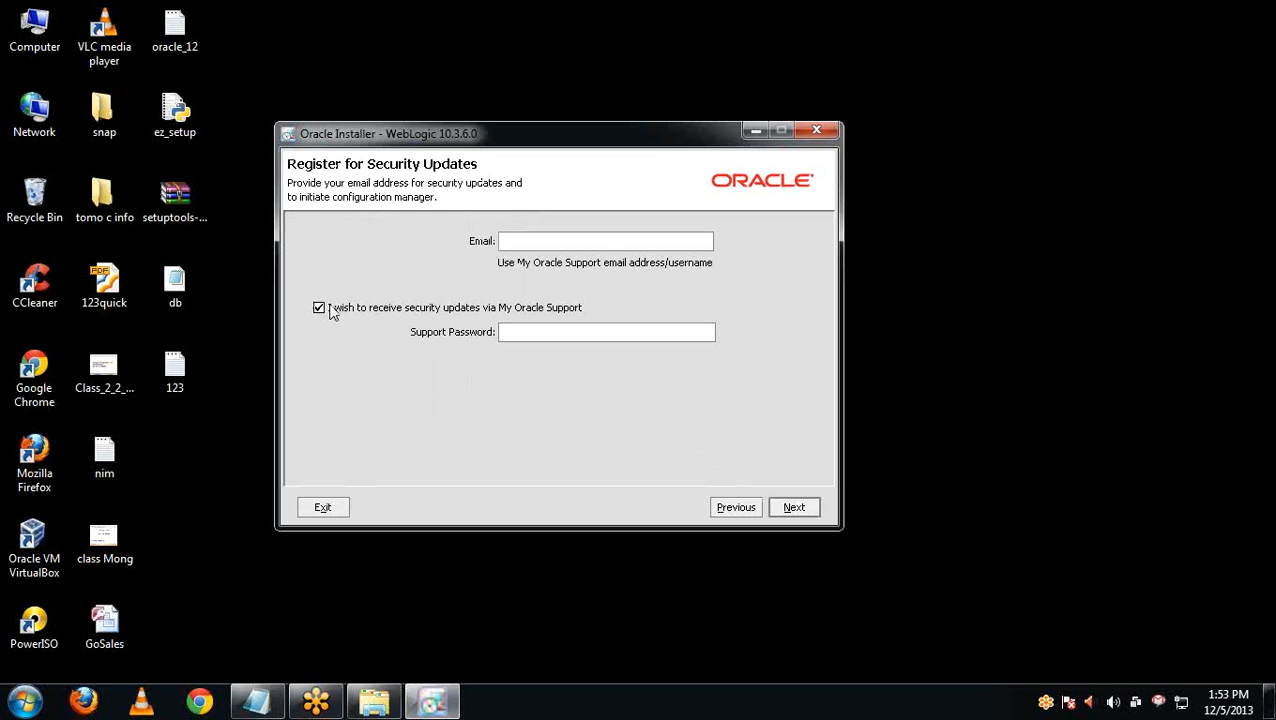 Computer
VLC media
player
oracle_12
Network
snap
ez_setup
Recycle Bin
tomo c info
setuptools-...
CCleaner
123quick
db
Google
Chrome
Class_2_2_...
123
Mozilla
Firefox
nim
Oracle VM
VirtualBox
class Mong
PowerISO
GoSales
Oracle Installer - WebLogic 10.3.6.0
Register for Security Updates
Provide your email address for security updates and
to initiate configuration manager.
ORACLE
Email:
Use My Oracle Support email address/username
I wish to receive security updates via My Oracle Support
Support Password:
Exit
Previous
Next
1:53 PM
12/5/2013